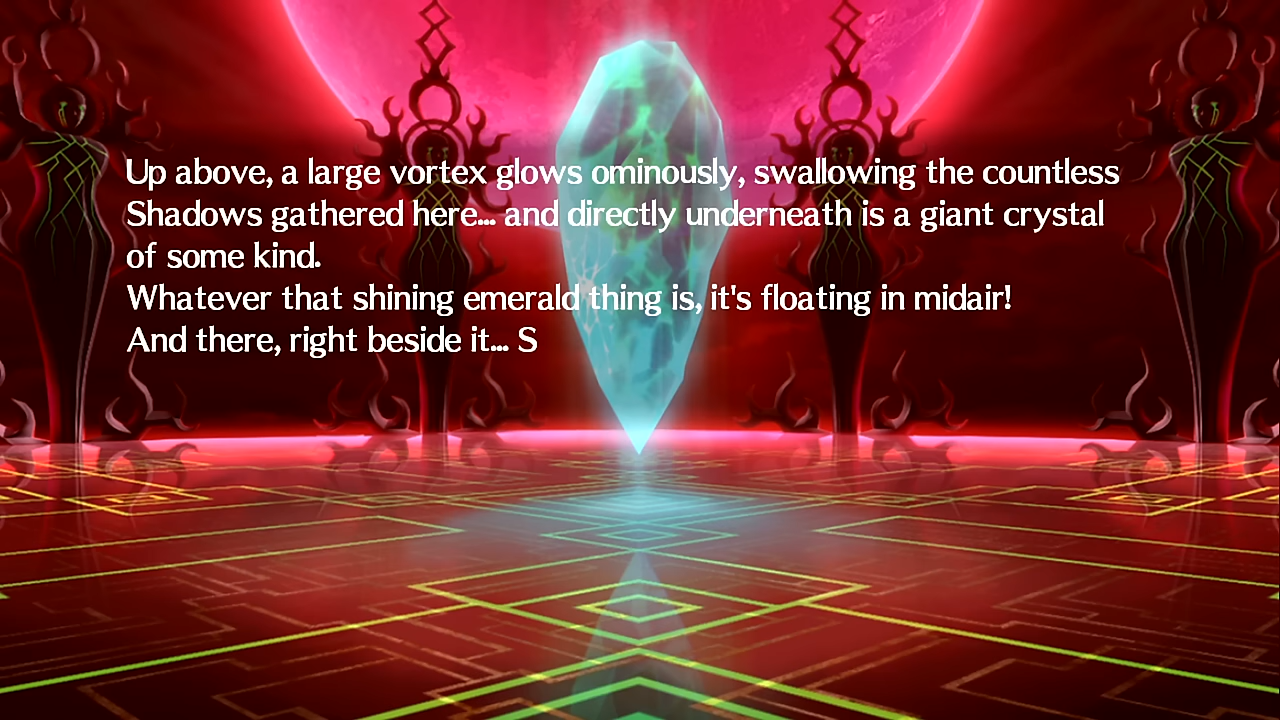 Up above, a large vortex glows ominously, swallowing the countless
Shadows gathered here... and directly underneath is a giant crystal
of some kind.
Whatever that shining emerald thing is, it's floating in midair!
And there, right beside it... S